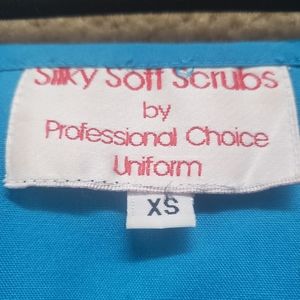 Silky Soft Scrubs
by
Professional Choice
Uniform
XS